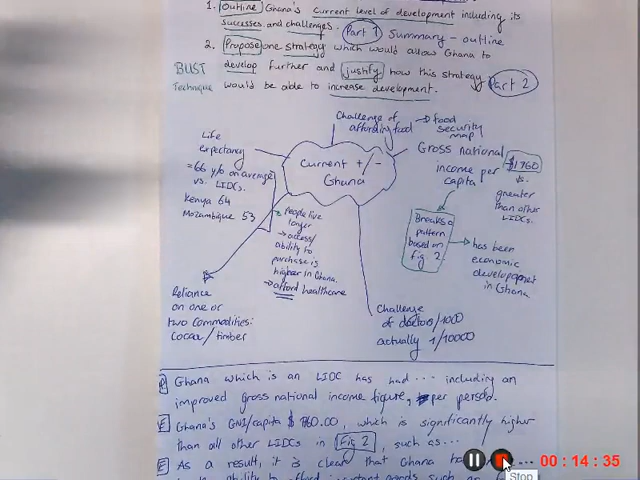 1. Outline Ghana's current level of development including its
successes and challenges. Part 1 Summary - outline
2. Propose one strategy which would allow Ghana to
develop further and justify how this strategy
would be able to increase development. Part 2
BUST
Technique
Current +/-
Ghana
Life
expectancy
=66 y/o on average
vs. LIDCs.
Kenya 64
Mozambique 53
People live
longer
→ access/
ability to
purchase is
higher in Ghana.
→ afford healthcare
Reliance
on one or
two commodities:
Cocoa/timber
Challenge of
affording food → food
security
map
Gross national
income per
capita
$1760
vs.
greater
than other
LIDCs.
Breaks a
pattern
based on
fig 2
→ has been
economic
development
in Ghana
Challenge
of doctors/1000
actually 1/10000
P Ghana which is an LIDC has had ... including an
improved gross national income figure, per person.
E Ghana's GNI/capita $1760.00, which is significantly higher
than all other LIDCs in Fig 2, such as...
E As a result, it is clear that Ghana
00:14:35
Stop